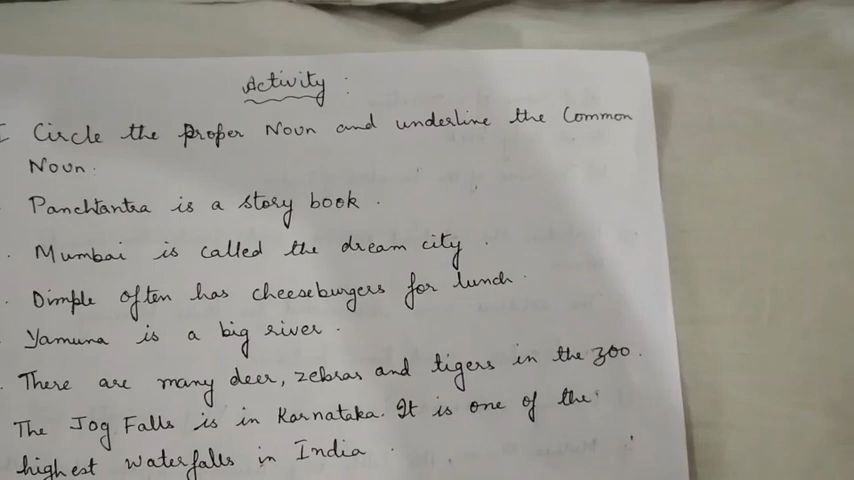 Activity :
I Circle the proper Noun and underline the Common
Noun.
Panchtantra is a story book .
. Mumbai is called the dream city .
. Dimple often has cheeseburgers for lunch .
. Yamuna is a big river .
. There are many deer, zebras and tigers in the zoo .
The Jog Falls is in Karnataka. It is one of the
highest waterfalls in India .